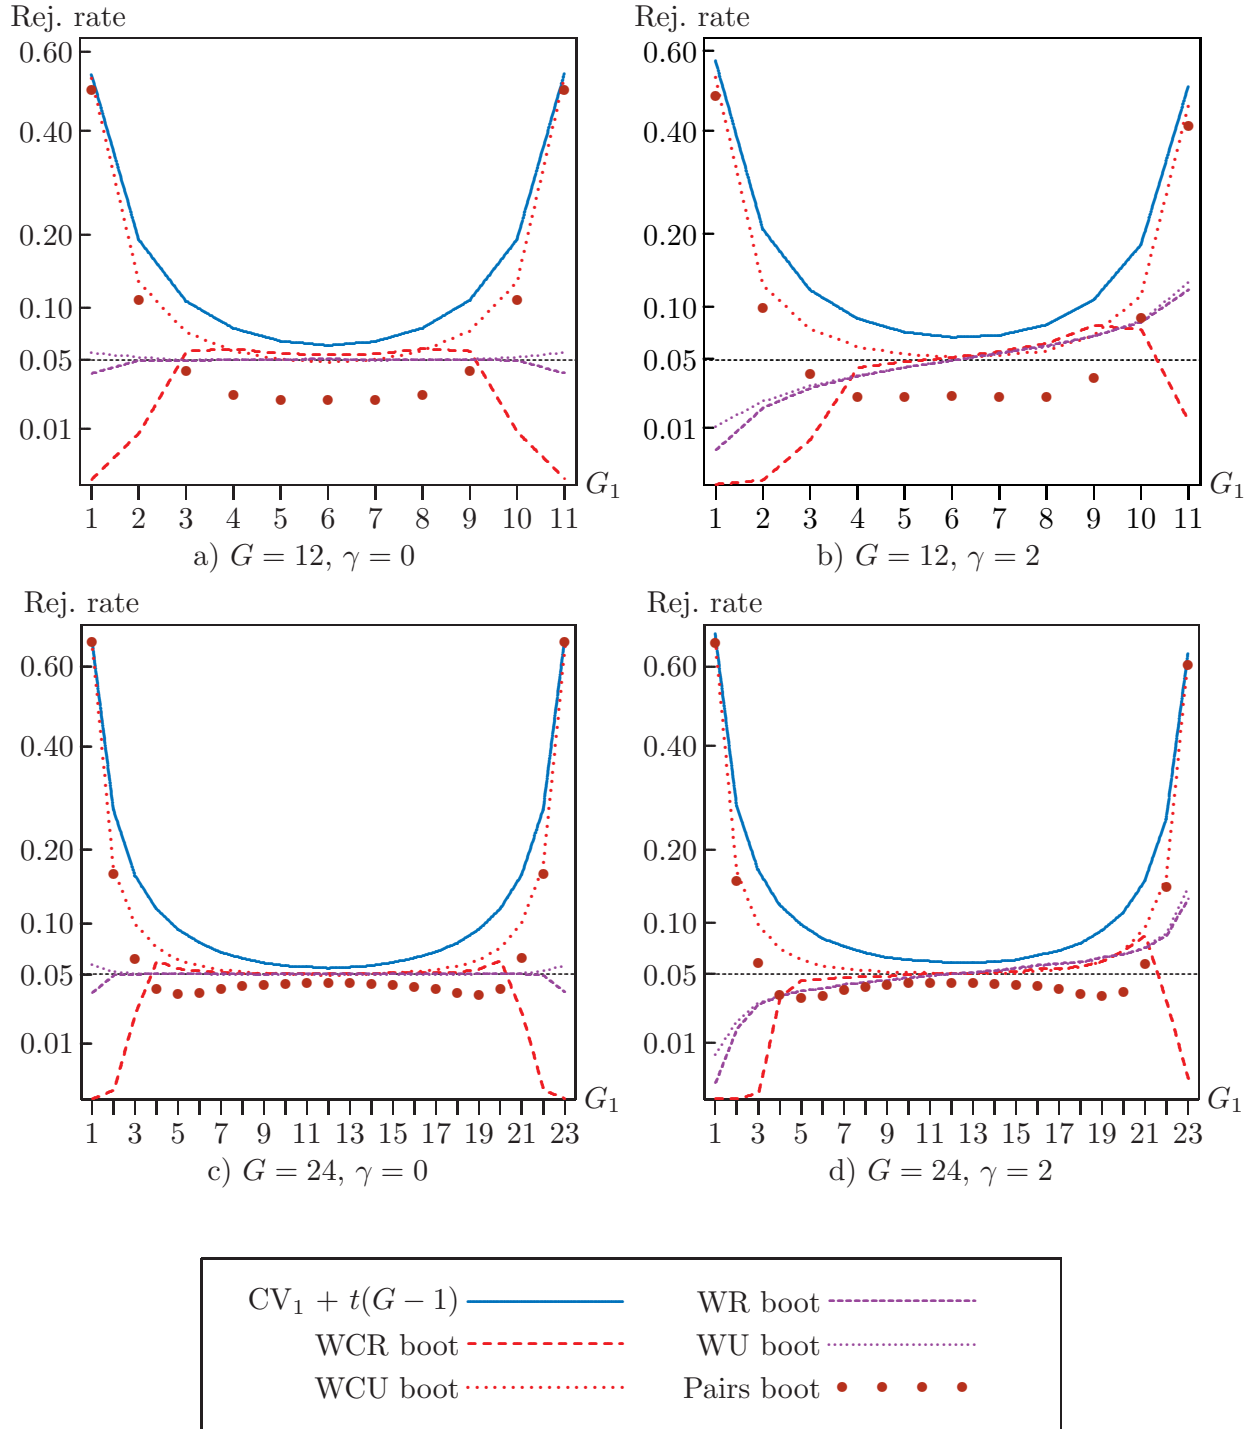 Rej. rate
0.60
0.40
0.20
0.10
0.05
0.01
G₁
1 2 3 4 5 6 7 8 9 10 11
a) G = 12, γ = 0
Rej. rate
0.60
0.40
0.20
0.10
0.05
0.01
G₁
1 2 3 4 5 6 7 8 9 10 11
b) G = 12, γ = 2
Rej. rate
0.60
0.40
0.20
0.10
0.05
0.01
G₁
1 3 5 7 9 11 13 15 17 19 21 23
c) G = 24, γ = 0
Rej. rate
0.60
0.40
0.20
0.10
0.05
0.01
G₁
1 3 5 7 9 11 13 15 17 19 21 23
d) G = 24, γ = 2
CV₁ + t(G − 1)
WCR boot
WCU boot
WR boot
WU boot
Pairs boot